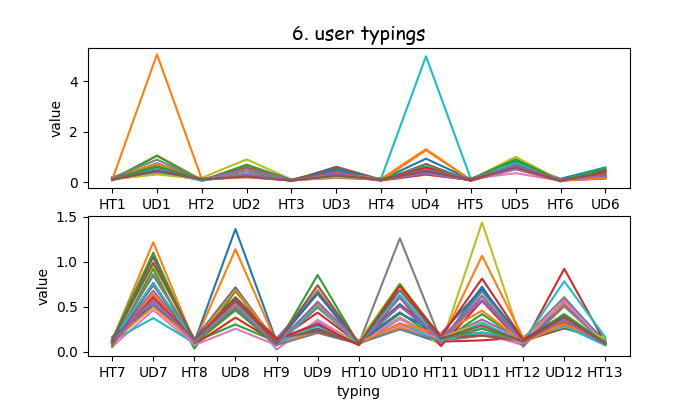 6. user typings
value
4
2
0
HT1 UD1 HT2 UD2 HT3 UD3 HT4 UD4 HT5 UD5 HT6 UD6
value
1.5
1.0
0.5
0.0
HT7 UD7 HT8 UD8 HT9 UD9 HT10 UD10 HT11 UD11 HT12 UD12 HT13
typing